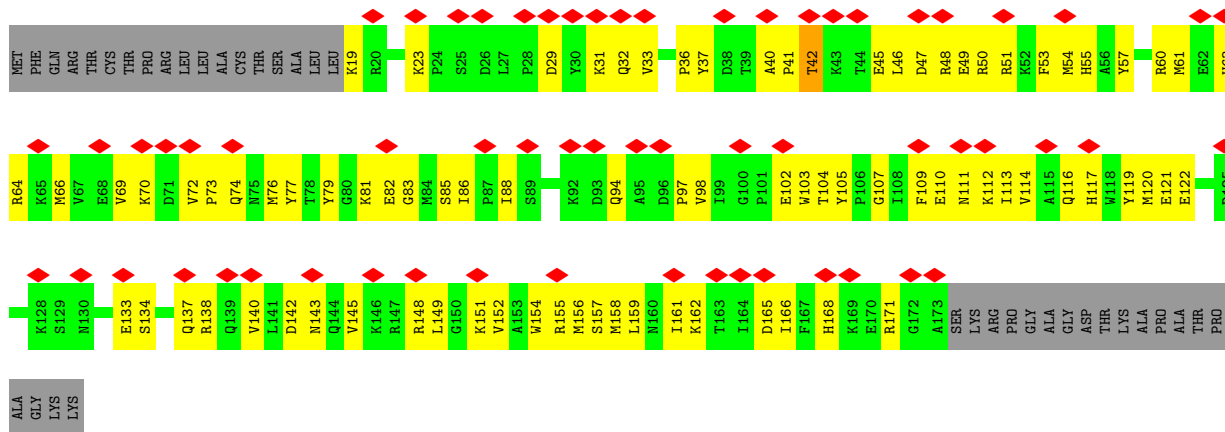 MET PHE GLN ARG THR CYS THR PRO ARG LEU LEU ALA CYS THR SER ALA LEU LEU K19 R20 K23 P24 S25 D26 L27 P28 D29 Y30 K31 Q32 V33 P36 Y37 D38 T39 A40 P41 T42 K43 T44 E45 L46 D47 R48 E49 R50 R51 K52 F53 M54 H55 A56 Y57 R60 M61 E62
R64 K65 M66 V67 E68 V69 K70 D71 V72 P73 Q74 N75 M76 Y77 T78 Y79 G80 K81 E82 G83 M84 S85 I86 P87 I88 S89 K92 D93 Q94 A95 D96 P97 V98 I99 G100 P101 E102 W103 T104 Y105 P106 G107 I108 F109 E110 N111 K112 I113 V114 A115 Q116 H117 W118 Y119 M120 E121 E122
K128 S129 N130 E133 S134 Q137 R138 Q139 V140 L141 D142 N143 Q144 V145 K146 R147 R148 L149 G150 K151 V152 A153 W154 R155 M156 S157 M158 L159 N160 I161 K162 T163 I164 D165 I166 F167 H168 K169 E170 R171 G172 A173 SER LYS ARG PRO GLY ALA GLY ASP THR LYS ALA PRO ALA THR PRO
ALA GLY LYS LYS